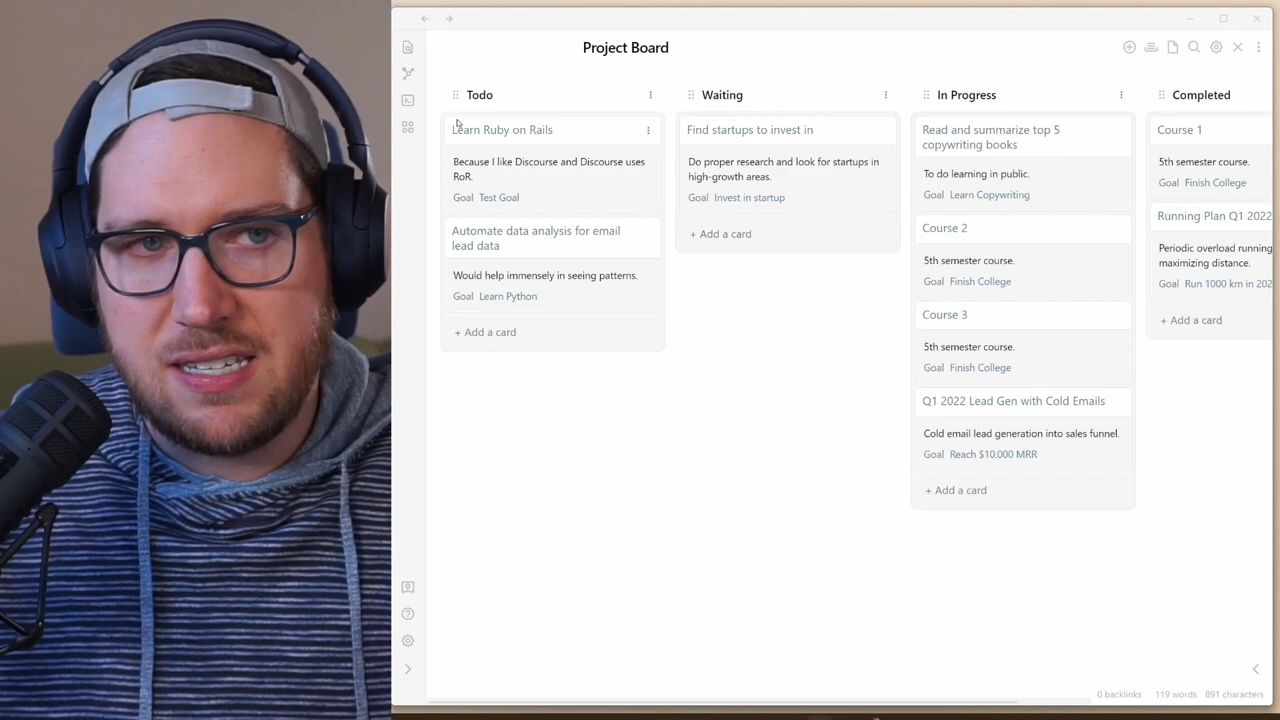 Project Board
Todo
Learn Ruby on Rails
Because I like Discourse and Discourse uses
RoR.
Goal Test Goal
Automate data analysis for email
lead data
Would help immensely in seeing patterns.
Goal Learn Python
+ Add a card
Waiting
Find startups to invest in
Do proper research and look for startups in
high-growth areas.
Goal Invest in startup
+ Add a card
In Progress
Read and summarize top 5
copywriting books
To do learning in public.
Goal Learn Copywriting
Course 2
5th semester course.
Goal Finish College
Course 3
5th semester course.
Goal Finish College
Q1 2022 Lead Gen with Cold Emails
Cold email lead generation into sales funnel.
Goal Reach $10.000 MRR
+ Add a card
Completed
Course 1
5th semester course.
Goal Finish College
Running Plan Q1 2022
Periodic overload running
maximizing distance.
Goal Run 1000 km in 202
+ Add a card
0 backlinks 119 words 891 characters